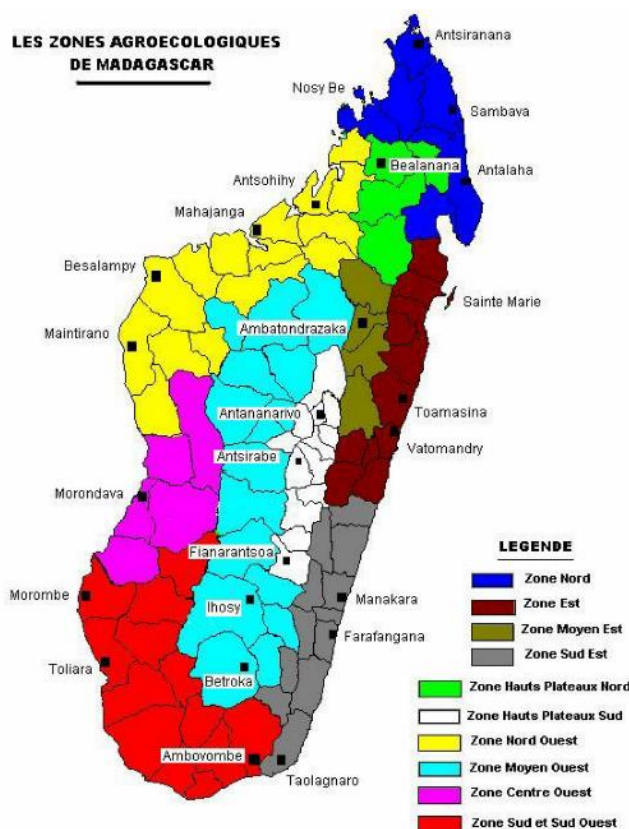 LES ZONES AGROECOLOGIQUES
DE MADAGASCAR
Antsiranana
Nosy Be
Sambava
Bealanana
Antalaha
Antsohihy
Mahajanga
Besalampy
Sainte Marie
Ambatondrazaka
Maintirano
Toamasina
Antananarivo
Vatomandry
Antsirabe
Morondava
Fianarantsoa
Morombe
Ihosy
Manakara
Farafangana
Toliara
Betroka
Ambovombe
Taolagnaro
LEGENDE
Zone Nord
Zone Est
Zone Moyen Est
Zone Sud Est
Zone Hauts Plateaux Nord
Zone Hauts Plateaux Sud
Zone Nord Ouest
Zone Moyen Ouest
Zone Centre Ouest
Zone Sud et Sud Ouest